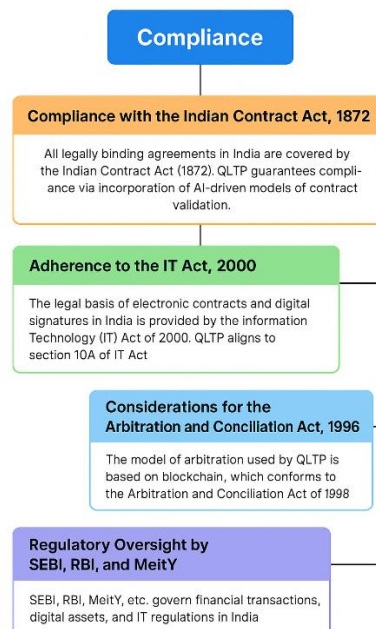 Compliance
Compliance with the Indian Contract Act, 1872
All legally binding agreements in India are covered by
the Indian Contract Act (1872). QLTP guarantees compli-
ance via incorporation of AI-driven models of contract
validation.
Adherence to the IT Act, 2000
The legal basis of electronic contracts and digital
signatures in India is provided by the information
Technology (IT) Act of 2000. QLTP aligns to
section 10A of IT Act
Considerations for the
Arbitration and Conciliation Act, 1996
The model of arbitration used by QLTP is
based on blockchain, which conforms to
the Arbitration and Conciliation Act of 1998
Regulatory Oversight by
SEBI, RBI, and MeitY
SEBI, RBI, MeitY, etc. govern financial transactions,
digital assets, and IT regulations in India